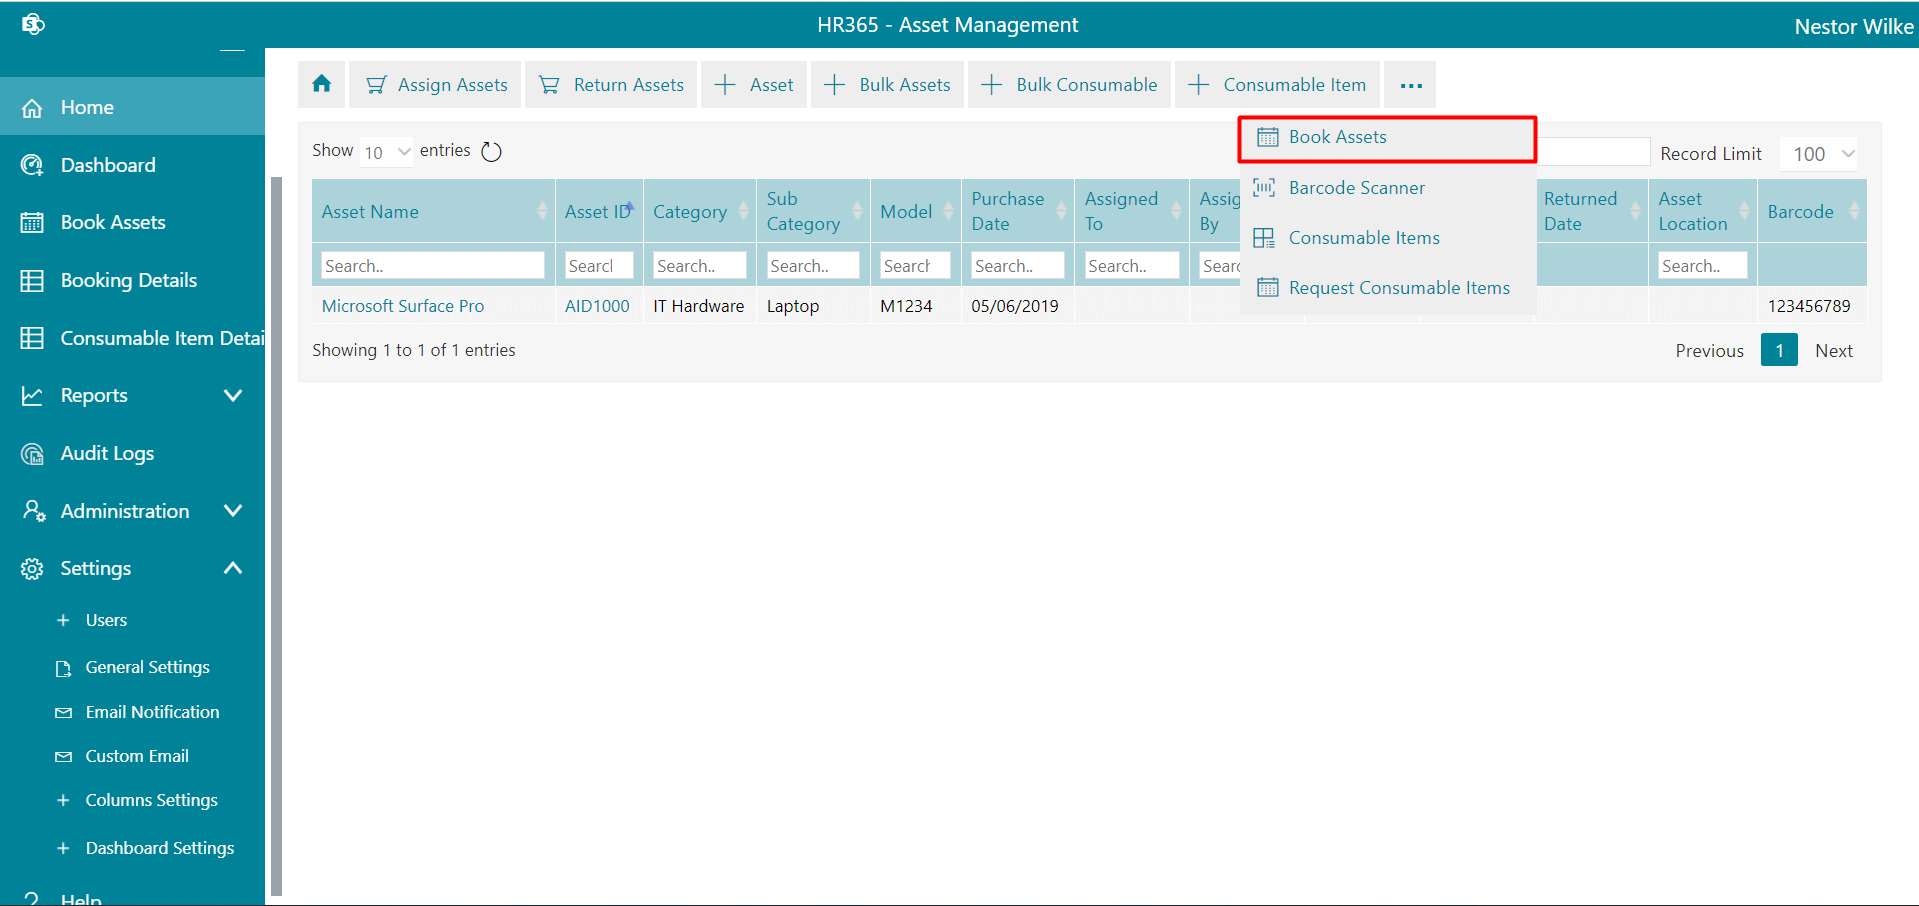 HR365 - Asset Management
Nestor Wilke
Home
Dashboard
Book Assets
Booking Details
Consumable Item Detai
Reports
Audit Logs
Administration
Settings
Users
General Settings
Email Notification
Custom Email
Columns Settings
Dashboard Settings
Help
Assign Assets
Return Assets
Asset
Bulk Assets
Bulk Consumable
Consumable Item
...
Book Assets
Barcode Scanner
Consumable Items
Request Consumable Items
Show 10 entries
Record Limit 100
Asset Name
Asset ID
Category
Sub
Category
Model
Purchase
Date
Assigned
To
Assig
By
Returned
Date
Asset
Location
Barcode
Search.. Search Search.. Search.. Search Search.. Search.. Searc Search..
Microsoft Surface Pro AID1000 IT Hardware Laptop M1234 05/06/2019 123456789
Showing 1 to 1 of 1 entries
Previous 1 Next